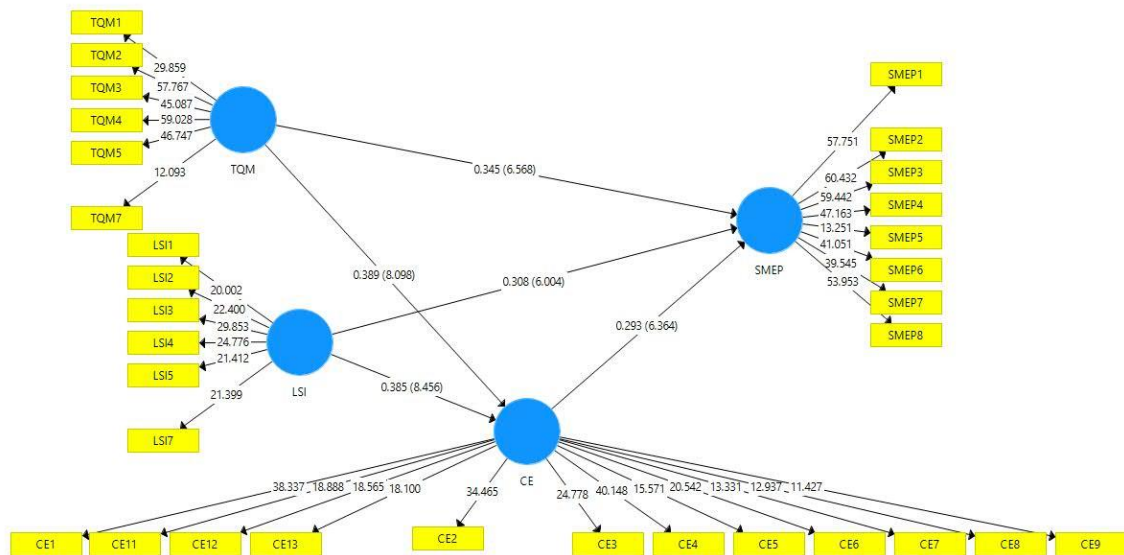 TQM1
TQM2
TQM3
TQM4
TQM5
TQM7
29.859
57.767
45.087
59.028
46.747
12.093
TQM
LSI1
LSI2
LSI3
LSI4
LSI5
LSI7
20.002
22.400
29.853
24.776
21.412
21.399
LSI
0.345 (6.568)
0.389 (8.098)
0.308 (6.004)
0.385 (8.456)
0.293 (6.364)
SMEP
57.751
60.432
59.442
47.163
13.251
41.051
39.545
53.953
SMEP1
SMEP2
SMEP3
SMEP4
SMEP5
SMEP6
SMEP7
SMEP8
CE
38.337
18.888
18.565
18.100
34.465
24.778
40.148
15.571
20.542
13.331
12.937
11.427
CE1
CE11
CE12
CE13
CE2
CE3
CE4
CE5
CE6
CE7
CE8
CE9